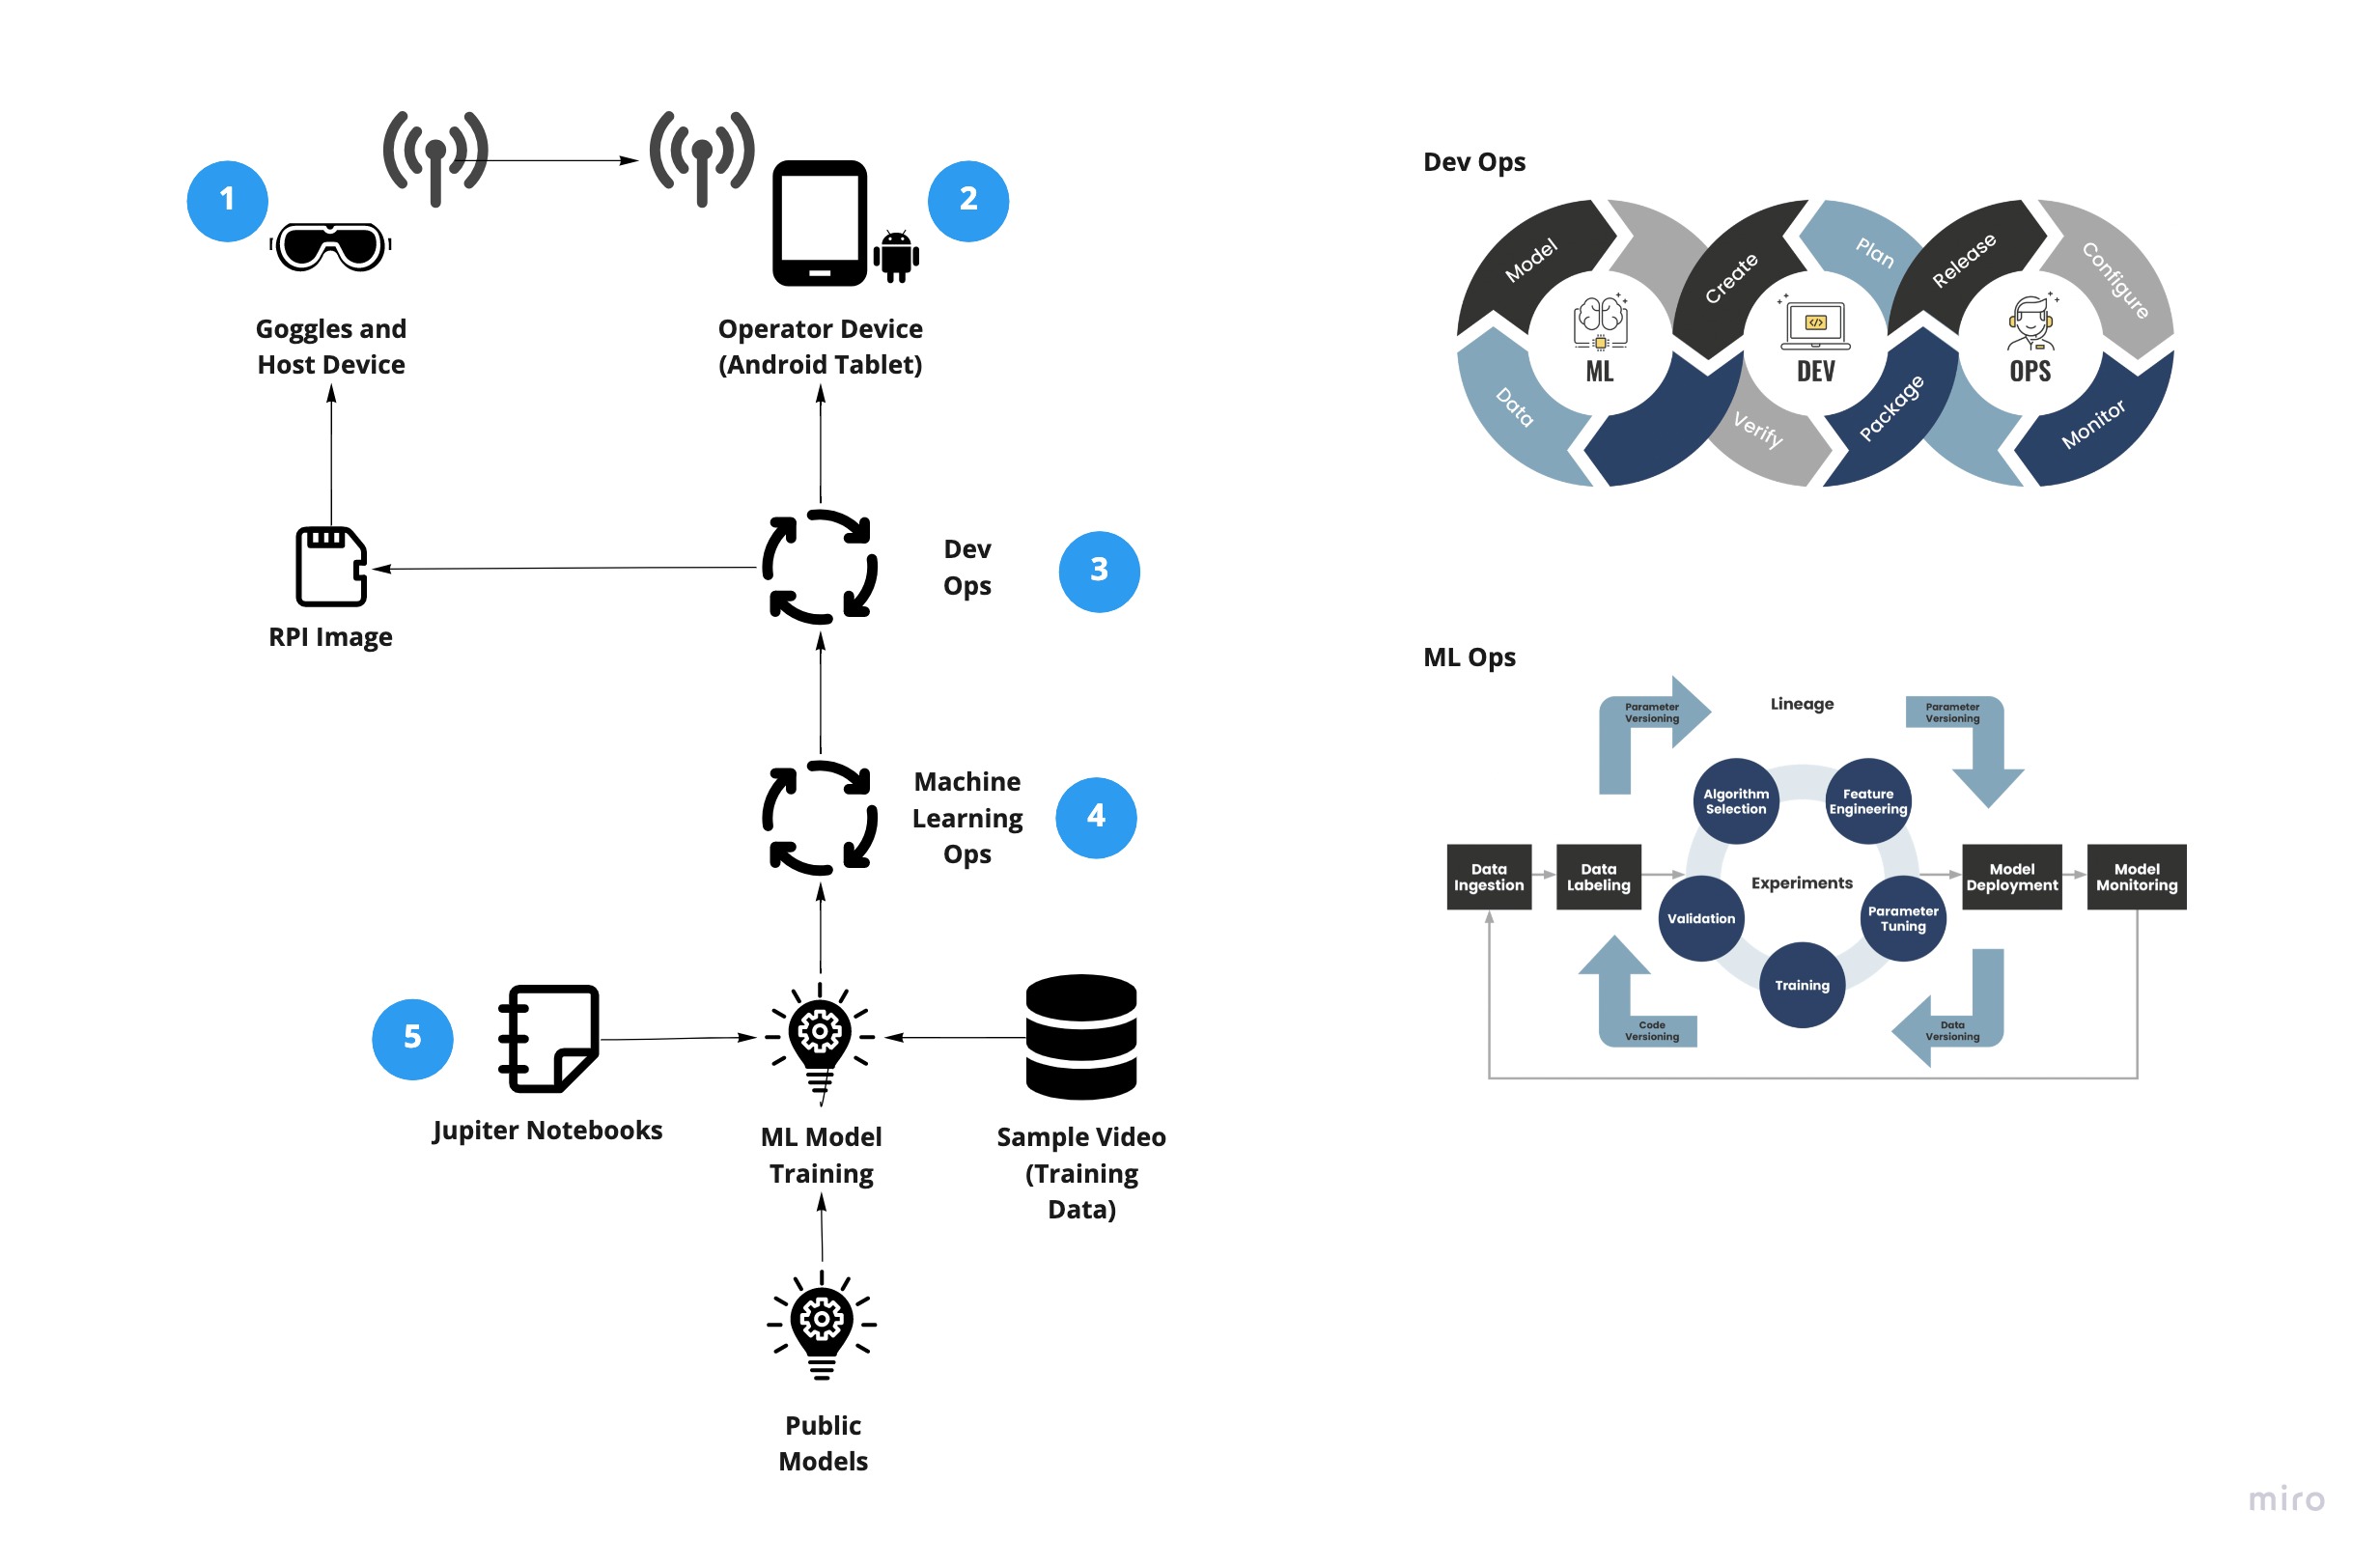 1
2
Goggles and
Host Device
Operator Device
(Android Tablet)
Dev
Ops
3
RPI Image
Machine
Learning
Ops
4
5
Jupiter Notebooks
ML Model
Training
Sample Video
(Training
Data)
Public
Models
Dev Ops
Model
Create
Plan
Release
Configure
</>
ML
DEV
OPS
Data
Verify
Package
Monitor
ML Ops
Parameter
Versioning
Lineage
Parameter
Versioning
Algorithm
Selection
Feature
Engineering
Data
Ingestion
Data
Labeling
Experiments
Model
Deployment
Model
Monitoring
Validation
Parameter
Tuning
Training
Code
Versioning
Data
Versioning
miro